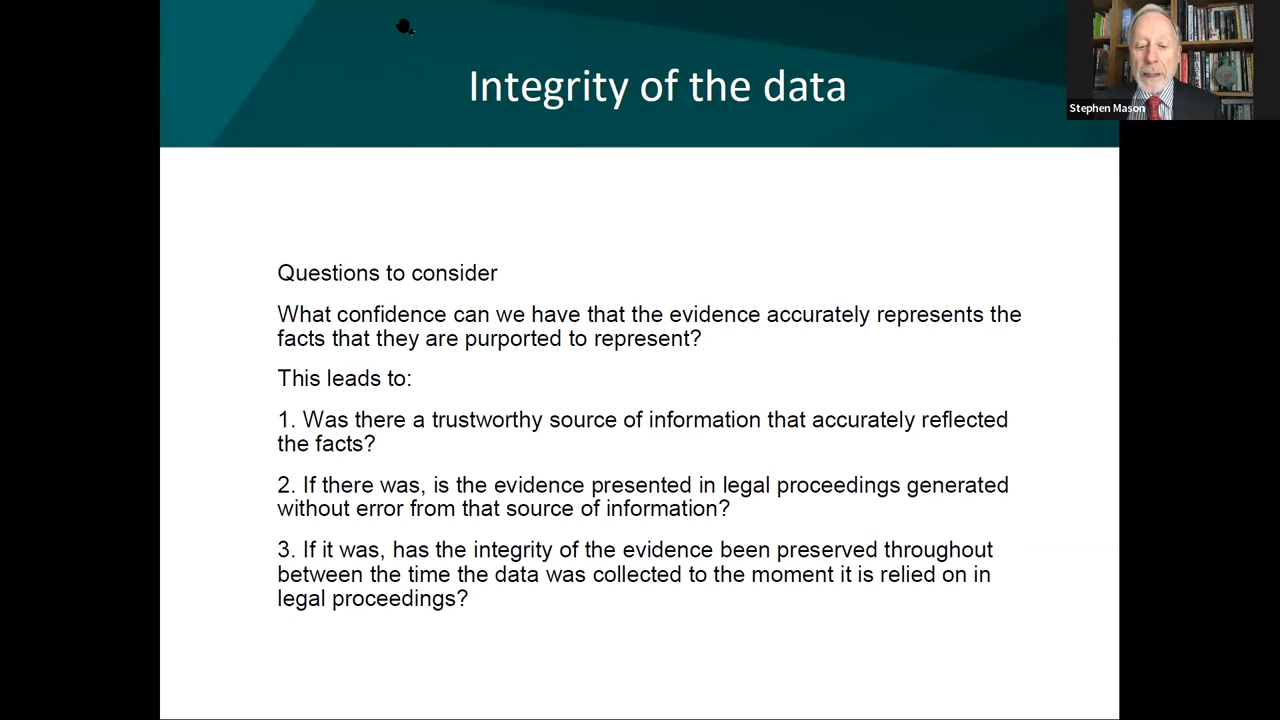 Integrity of the data
Stephen Mason
Questions to consider
What confidence can we have that the evidence accurately represents the
facts that they are purported to represent?
This leads to:
1. Was there a trustworthy source of information that accurately reflected
the facts?
2. If there was, is the evidence presented in legal proceedings generated
without error from that source of information?
3. If it was, has the integrity of the evidence been preserved throughout
between the time the data was collected to the moment it is relied on in
legal proceedings?